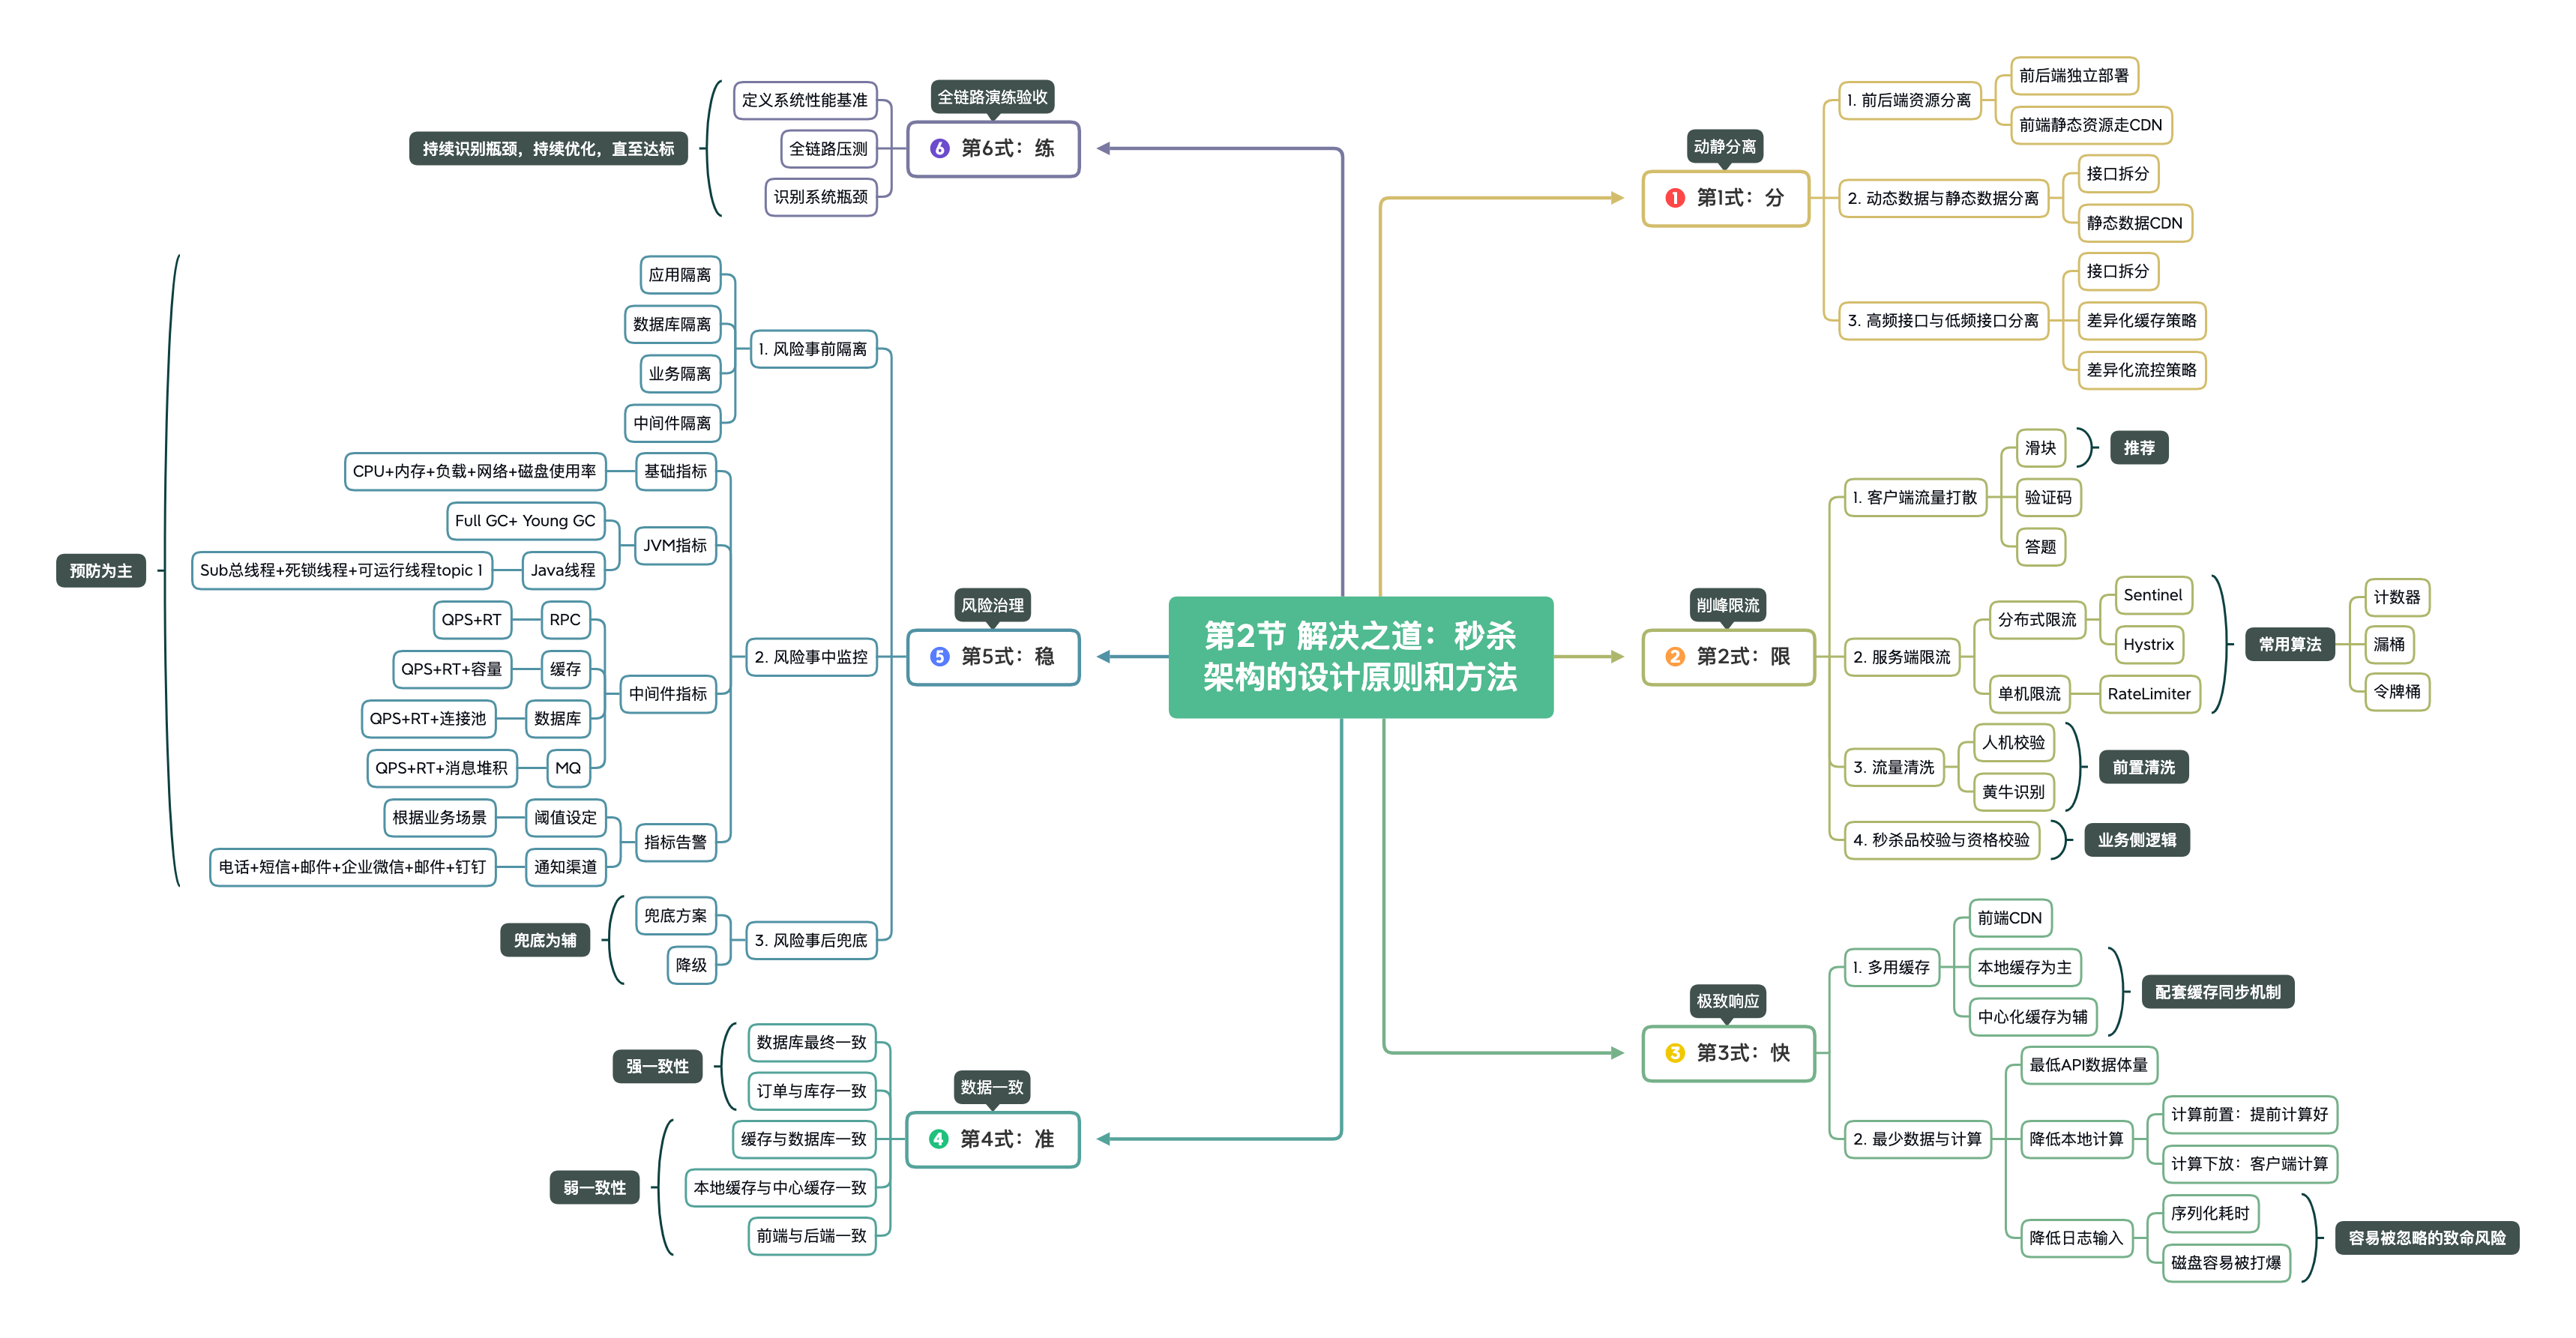 第2节 解决之道：秒杀
架构的设计原则和方法
动静分离
1 第1式：分
1. 前后端资源分离
前后端独立部署
前端静态资源走CDN
2. 动态数据与静态数据分离
接口拆分
静态数据CDN
3. 高频接口与低频接口分离
接口拆分
差异化缓存策略
差异化流控策略
削峰限流
2 第2式：限
1. 客户端流量打散
滑块
推荐
验证码
答题
2. 服务端限流
分布式限流
Sentinel
Hystrix
单机限流
RateLimiter
常用算法
计数器
漏桶
令牌桶
3. 流量清洗
人机校验
黄牛识别
前置清洗
4. 秒杀品校验与资格校验
业务侧逻辑
极致响应
3 第3式：快
1. 多用缓存
前端CDN
本地缓存为主
中心化缓存为辅
配套缓存同步机制
2. 最少数据与计算
最低API数据体量
降低本地计算
计算前置：提前计算好
计算下放：客户端计算
降低日志输入
序列化耗时
磁盘容易被打爆
容易被忽略的致命风险
数据一致
4 第4式：准
数据库最终一致
订单与库存一致
强一致性
缓存与数据库一致
本地缓存与中心缓存一致
前端与后端一致
弱一致性
风险治理
5 第5式：稳
1. 风险事前隔离
应用隔离
数据库隔离
业务隔离
中间件隔离
2. 风险事中监控
基础指标
CPU+内存+负载+网络+磁盘使用率
JVM指标
Full GC+ Young GC
Java线程
Sub总线程+死锁线程+可运行线程topic 1
中间件指标
RPC
QPS+RT
缓存
QPS+RT+容量
数据库
QPS+RT+连接池
MQ
QPS+RT+消息堆积
指标告警
阈值设定
根据业务场景
通知渠道
电话+短信+邮件+企业微信+邮件+钉钉
预防为主
3. 风险事后兜底
兜底方案
降级
兜底为辅
全链路演练验收
6 第6式：练
定义系统性能基准
全链路压测
识别系统瓶颈
持续识别瓶颈，持续优化，直至达标